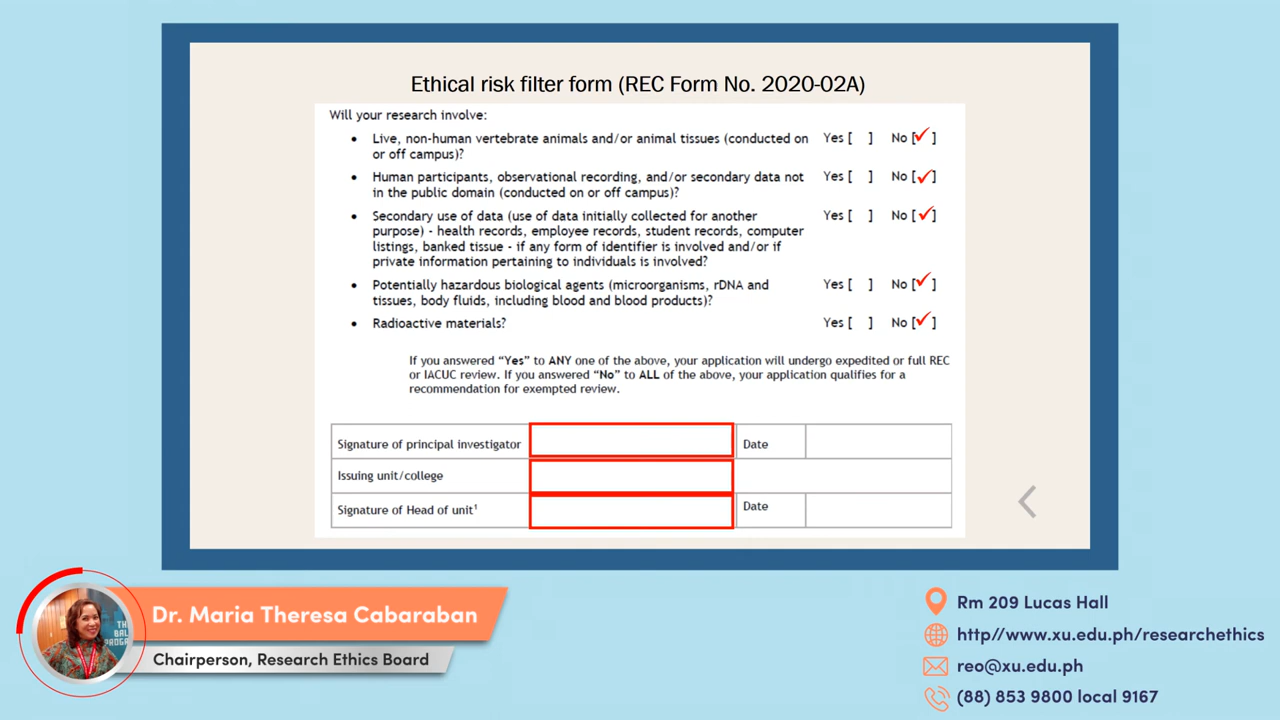 Ethical risk filter form (REC Form No. 2020-02A)
Will your research involve:
• Live, non-human vertebrate animals and/or animal tissues (conducted on Yes [ ] No [✓]
or off campus)?
• Human participants, observational recording, and/or secondary data not Yes [ ] No [✓]
in the public domain (conducted on or off campus)?
• Secondary use of data (use of data initially collected for another Yes [ ] No [✓]
purpose) - health records, employee records, student records, computer
listings, banked tissue - if any form of identifier is involved and/or if
private information pertaining to individuals is involved?
• Potentially hazardous biological agents (microorganisms, rDNA and Yes [ ] No [✓]
tissues, body fluids, including blood and blood products)?
• Radioactive materials? Yes [ ] No [✓]
If you answered “Yes” to ANY one of the above, your application will undergo expedited or full REC
or IACUC review. If you answered “No” to ALL of the above, your application qualifies for a
recommendation for exempted review.
Signature of principal investigator Date
Issuing unit/college
Signature of Head of unit¹ Date
Dr. Maria Theresa Cabaraban
Chairperson, Research Ethics Board
Rm 209 Lucas Hall
http//www.xu.edu.ph/researchethics
reo@xu.edu.ph
(88) 853 9800 local 9167